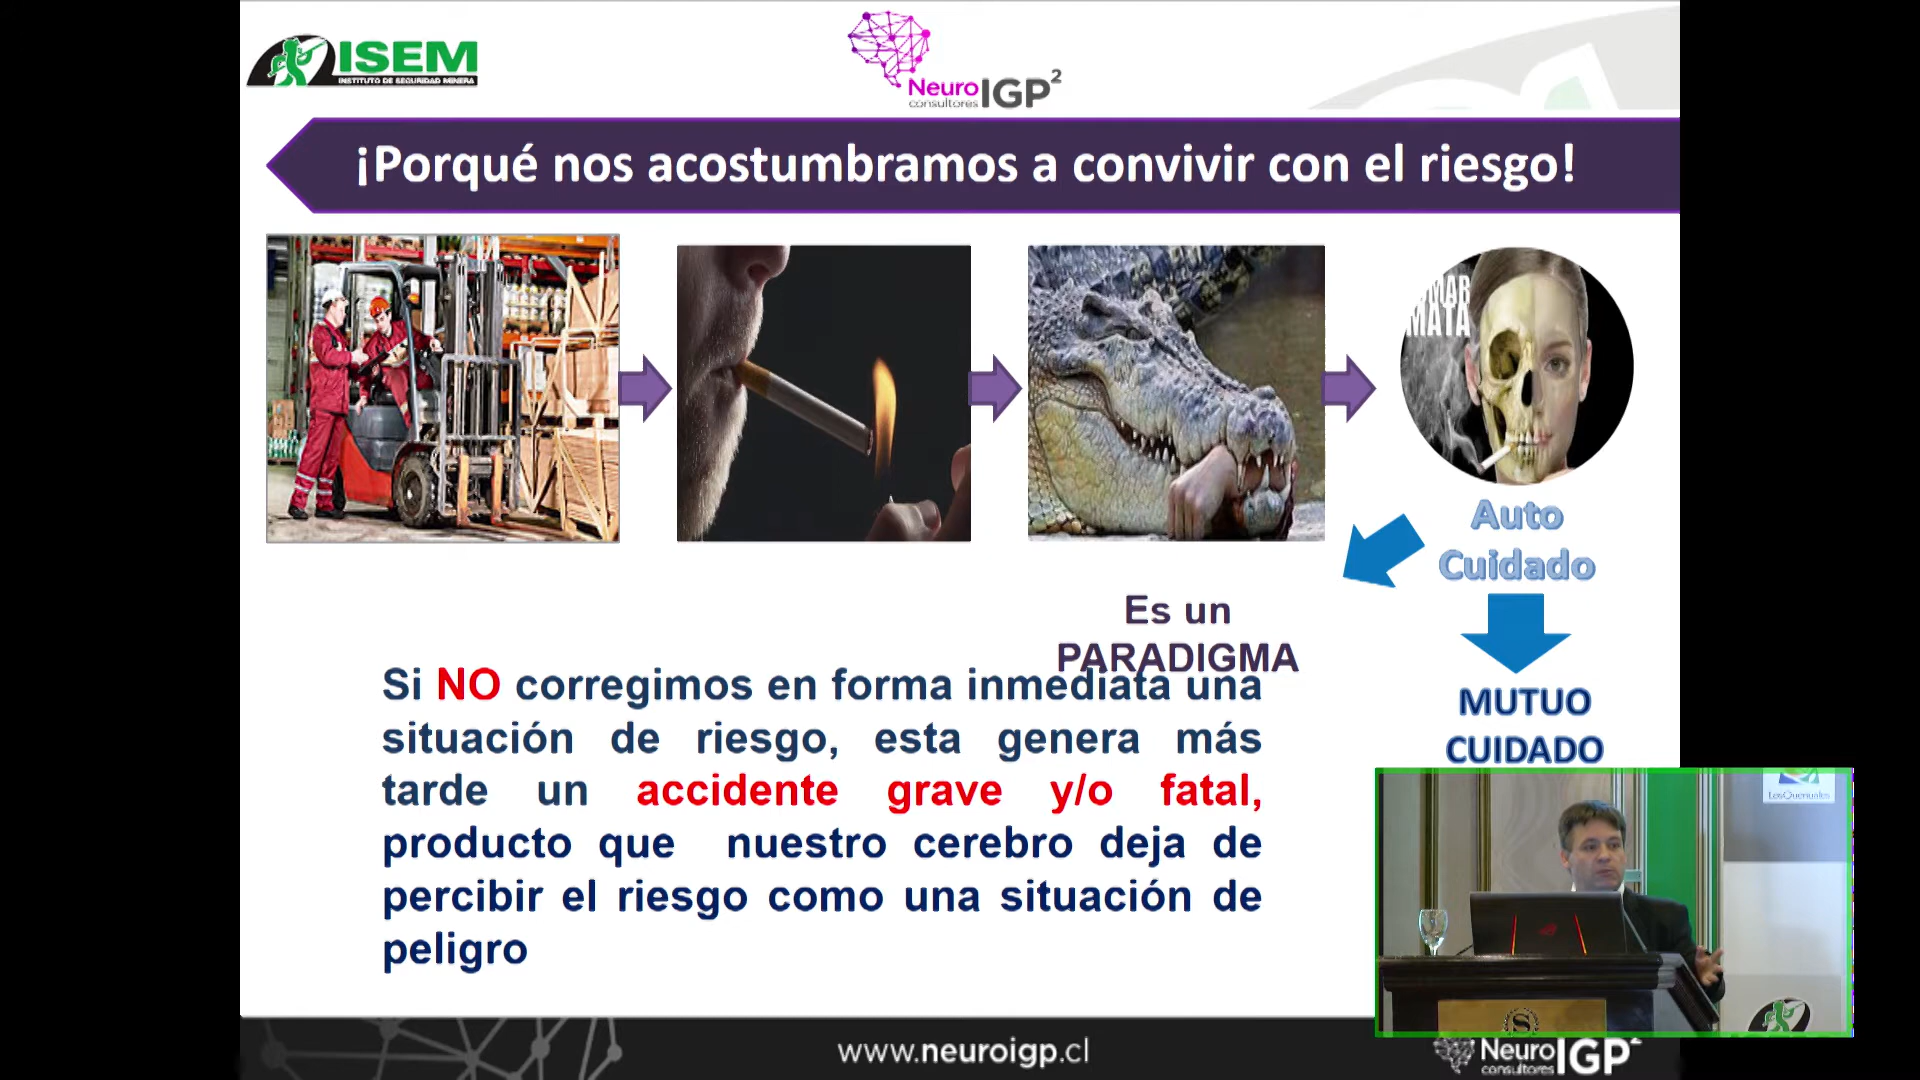 ISEM
INSTITUTO DE SEGURIDAD MINERA
Neuro IGP²
consultores
¡Porqué nos acostumbramos a convivir con el riesgo!
MATA
Auto
Cuidado
Es un
PARADIGMA
MUTUO
CUIDADO
Si NO corregimos en forma inmediata una
situación de riesgo, esta genera más
tarde un accidente grave y/o fatal,
producto que nuestro cerebro deja de
percibir el riesgo como una situación de
peligro
LosQuenuales
S
www.neuroigp.cl
Neuro IGP²
consultores